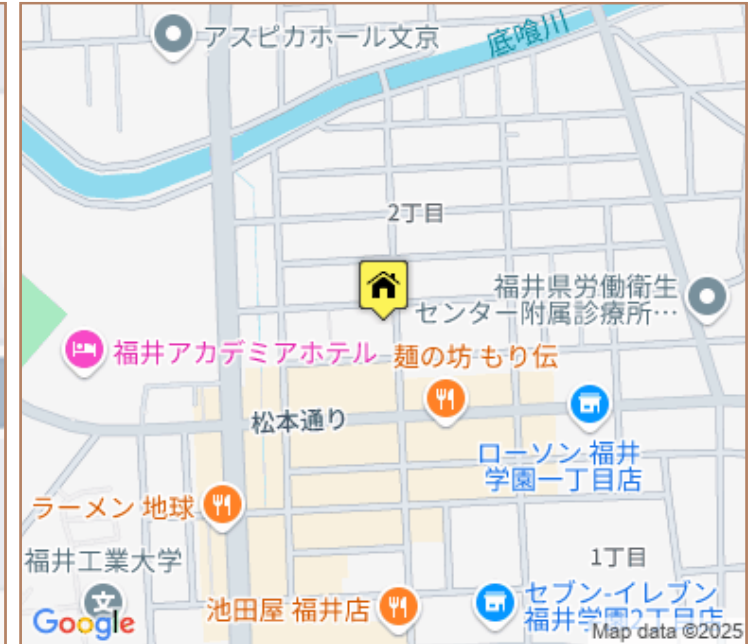 アスピカホール文京
底喰川
2丁目
福井県労働衛生
センター附属診療所…
福井アカデミアホテル
麺の坊 もり伝
松本通り
ローソン 福井
学園一丁目店
ラーメン 地球
福井工業大学
文
1丁目
池田屋 福井店
セブン-イレブン
福井学園2丁目店
Google
Map data ©2025